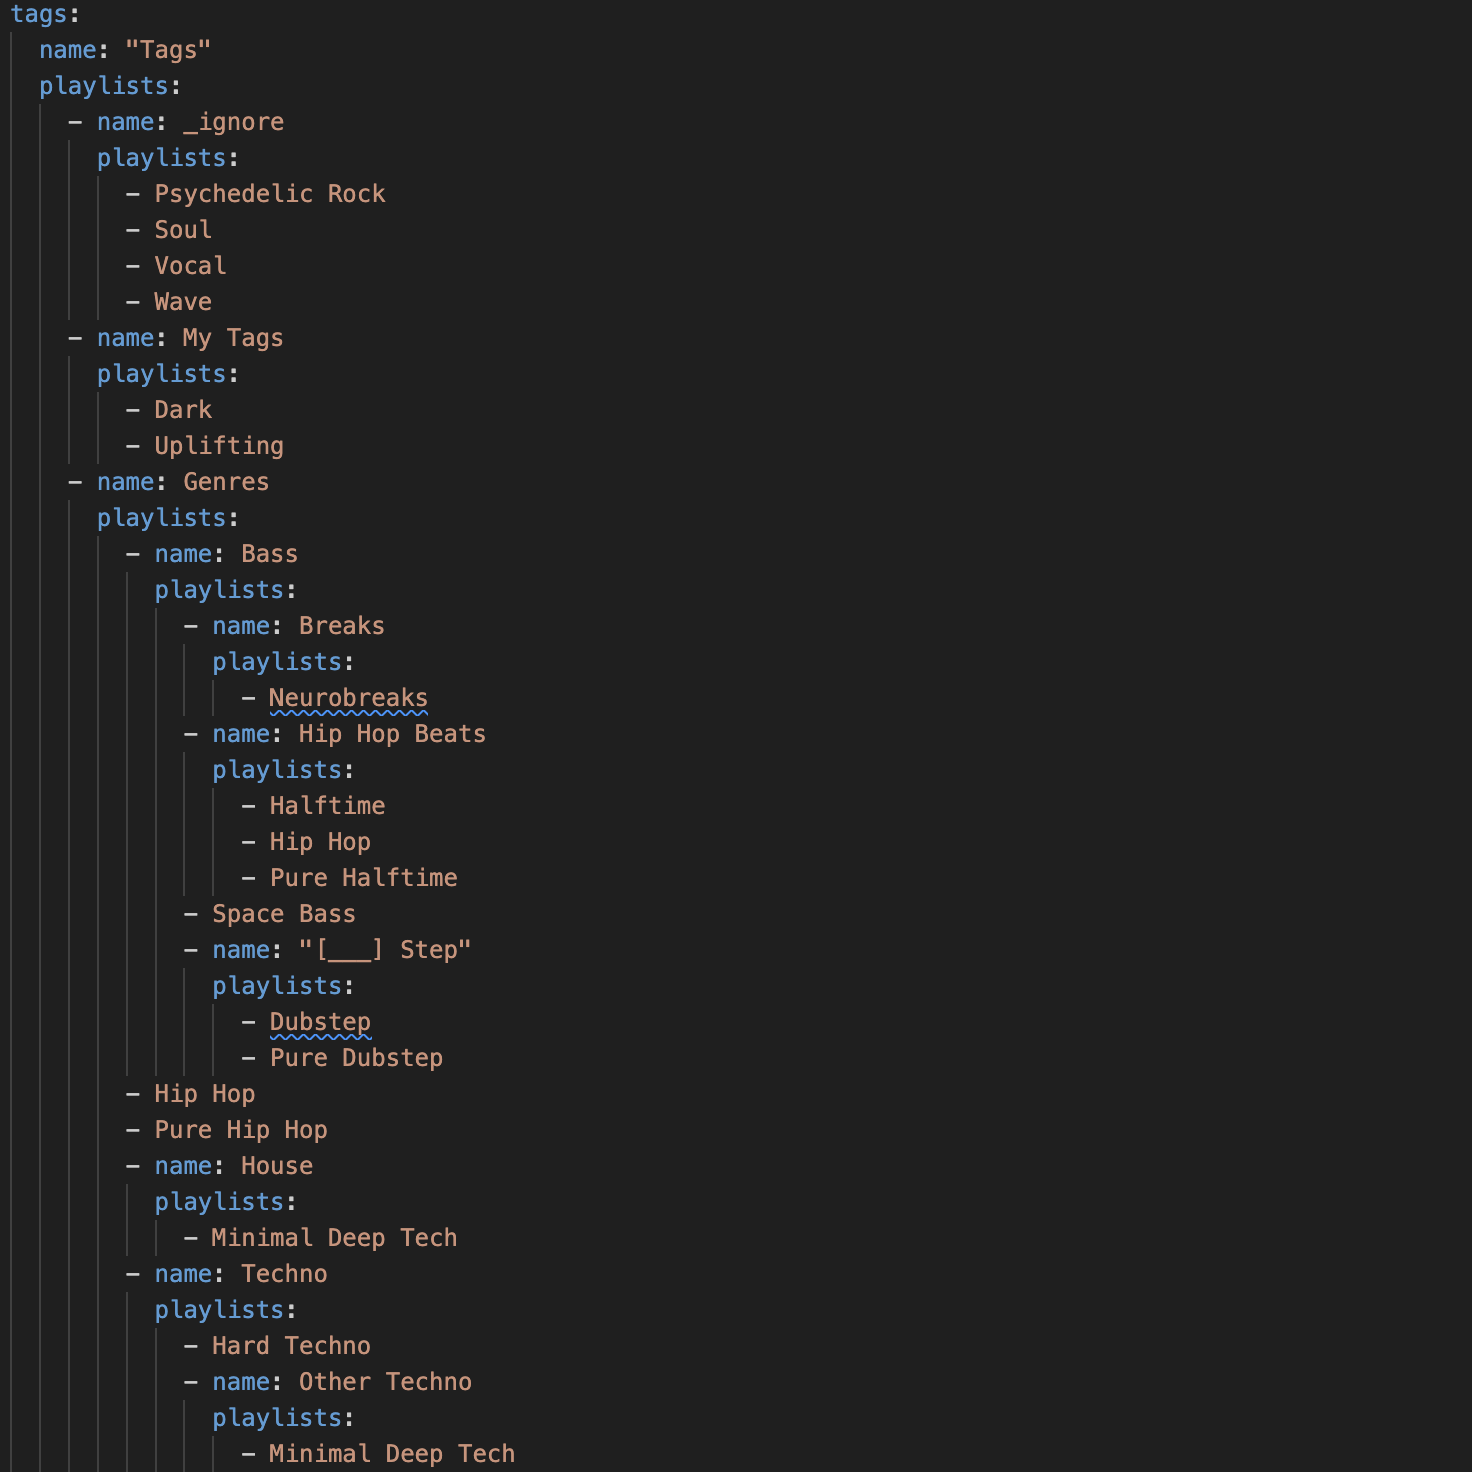 tags:
name: "Tags"
playlists:
- name: _ignore
playlists:
- Psychedelic Rock
- Soul
- Vocal
- Wave
- name: My Tags
playlists:
- Dark
- Uplifting
- name: Genres
playlists:
- name: Bass
playlists:
- name: Breaks
playlists:
- Neurobreaks
- name: Hip Hop Beats
playlists:
- Halftime
- Hip Hop
- Pure Halftime
- Space Bass
- name: "[___] Step"
playlists:
- Dubstep
- Pure Dubstep
- Hip Hop
- Pure Hip Hop
- name: House
playlists:
- Minimal Deep Tech
- name: Techno
playlists:
- Hard Techno
- name: Other Techno
playlists:
- Minimal Deep Tech